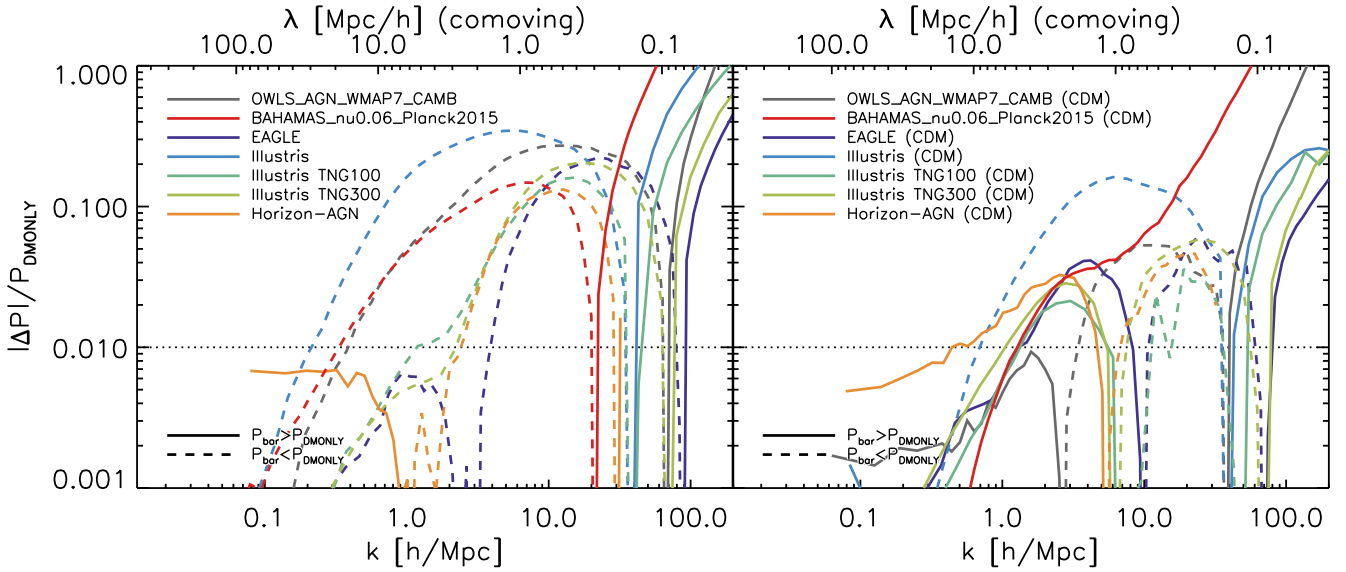 λ [Mpc/h] (comoving)
100.0 10.0 1.0 0.1
1.000
0.100
0.010
0.001
|ΔP|/P_DMONLY
OWLS_AGN_WMAP7_CAMB
BAHAMAS_nu0.06_Planck2015
EAGLE
Illustris
Illustris TNG100
Illustris TNG300
Horizon-AGN
P_bar>P_DMONLY
P_bar<P_DMONLY
0.1 1.0 10.0 100.0
k [h/Mpc]
λ [Mpc/h] (comoving)
100.0 10.0 1.0 0.1
OWLS_AGN_WMAP7_CAMB (CDM)
BAHAMAS_nu0.06_Planck2015 (CDM)
EAGLE (CDM)
Illustris (CDM)
Illustris TNG100 (CDM)
Illustris TNG300 (CDM)
Horizon-AGN (CDM)
P_bar>P_DMONLY
P_bar<P_DMONLY
0.1 1.0 10.0 100.0
k [h/Mpc]